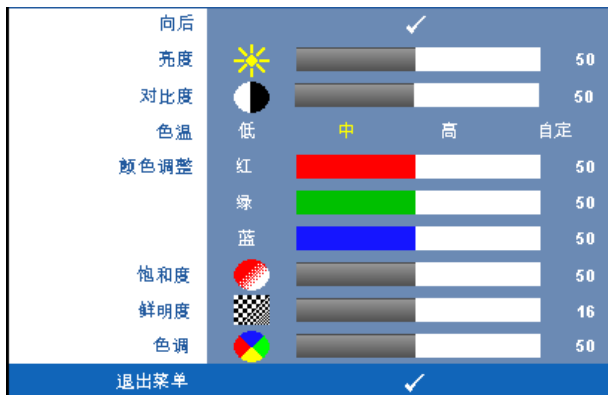 向后
亮度 50
对比度 50
色温 低 中 高 自定
颜色调整 红 50
绿 50
蓝 50
饱和度 50
鲜明度 16
色调 50
退出菜单